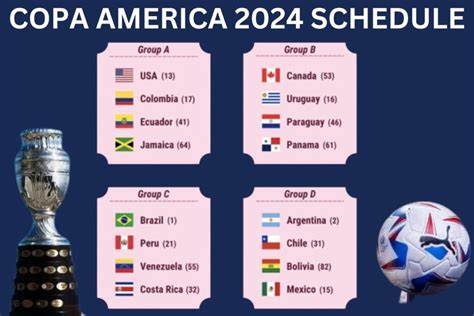 COPA AMERICA 2024 SCHEDULE
Group A
USA (13)
Colombia (17)
Ecuador (41)
Jamaica (64)
Group B
Canada (53)
Uruguay (16)
Paraguay (46)
Panama (61)
Group C
Brazil (1)
Peru (21)
Venezuela (55)
Costa Rica (32)
Group D
Argentina (2)
Chile (31)
Bolivia (82)
Mexico (15)